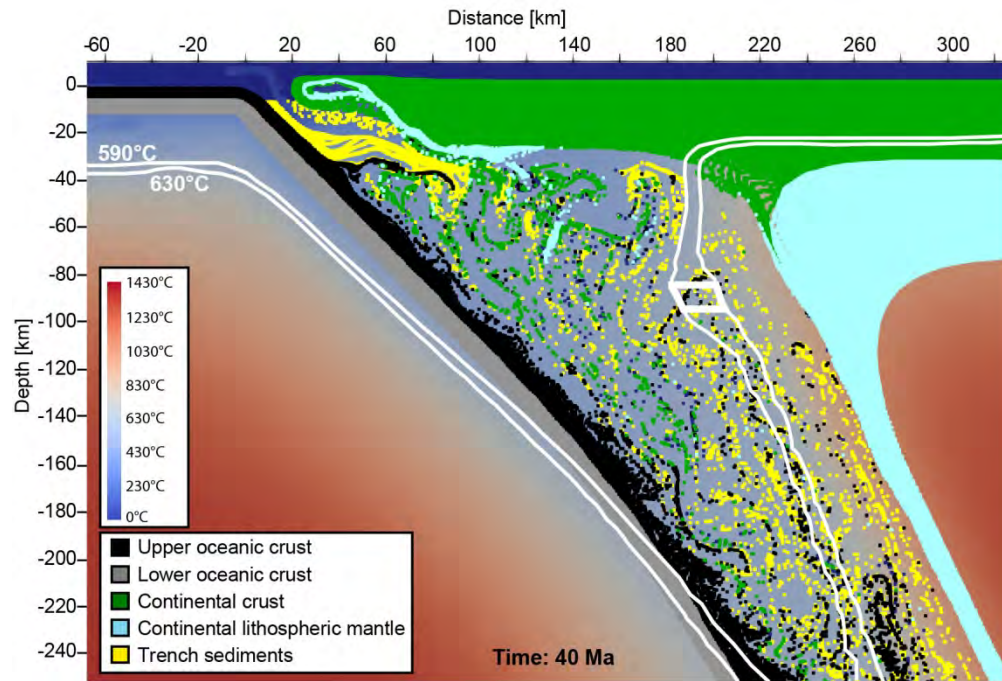 Distance [km]
-60 -20 20 60 100 140 180 220 260 300
Depth [km]
0
-20
-40
-60
-80
-100
-120
-140
-160
-180
-200
-220
-240
590°C
630°C
1430°C
1230°C
1030°C
830°C
630°C
430°C
230°C
0°C
Upper oceanic crust
Lower oceanic crust
Continental crust
Continental lithospheric mantle
Trench sediments
Time: 40 Ma